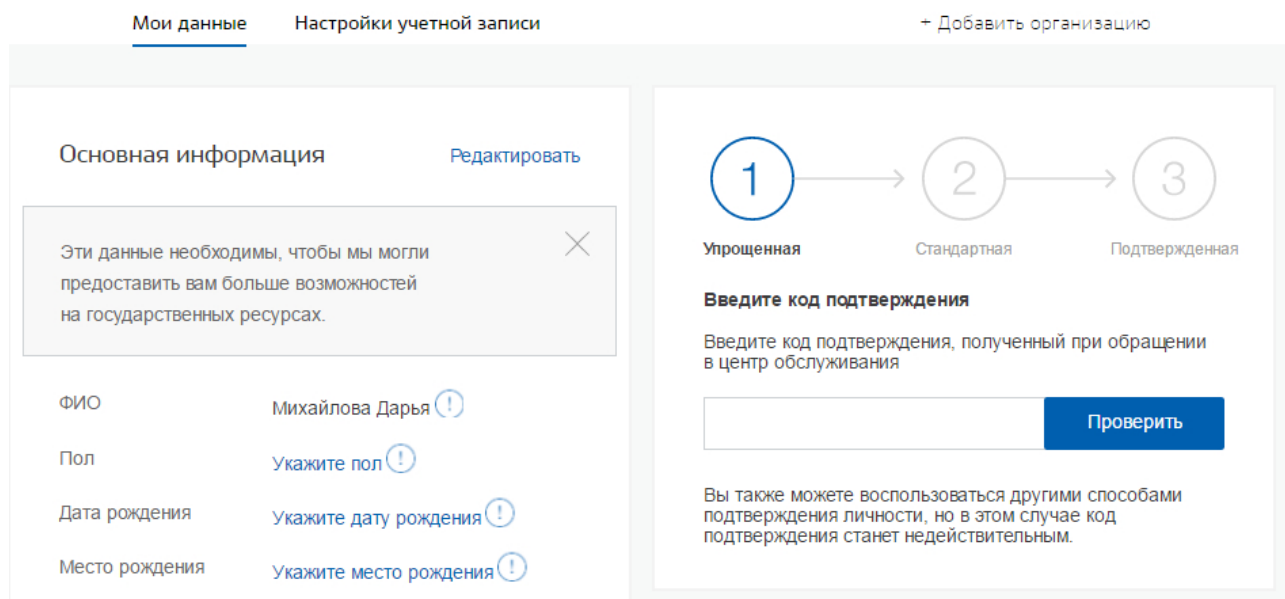 Мои данные
Настройки учетной записи
+ Добавить организацию
Основная информация
Редактировать
Эти данные необходимы, чтобы мы могли
предоставить вам больше возможностей
на государственных ресурсах.
ФИО
Михайлова Дарья
Пол
Укажите пол
Дата рождения
Укажите дату рождения
Место рождения
Укажите место рождения
1
2
3
Упрощенная
Стандартная
Подтвержденная
Введите код подтверждения
Введите код подтверждения, полученный при обращении
в центр обслуживания
Проверить
Вы также можете воспользоваться другими способами
подтверждения личности, но в этом случае код
подтверждения станет недействительным.